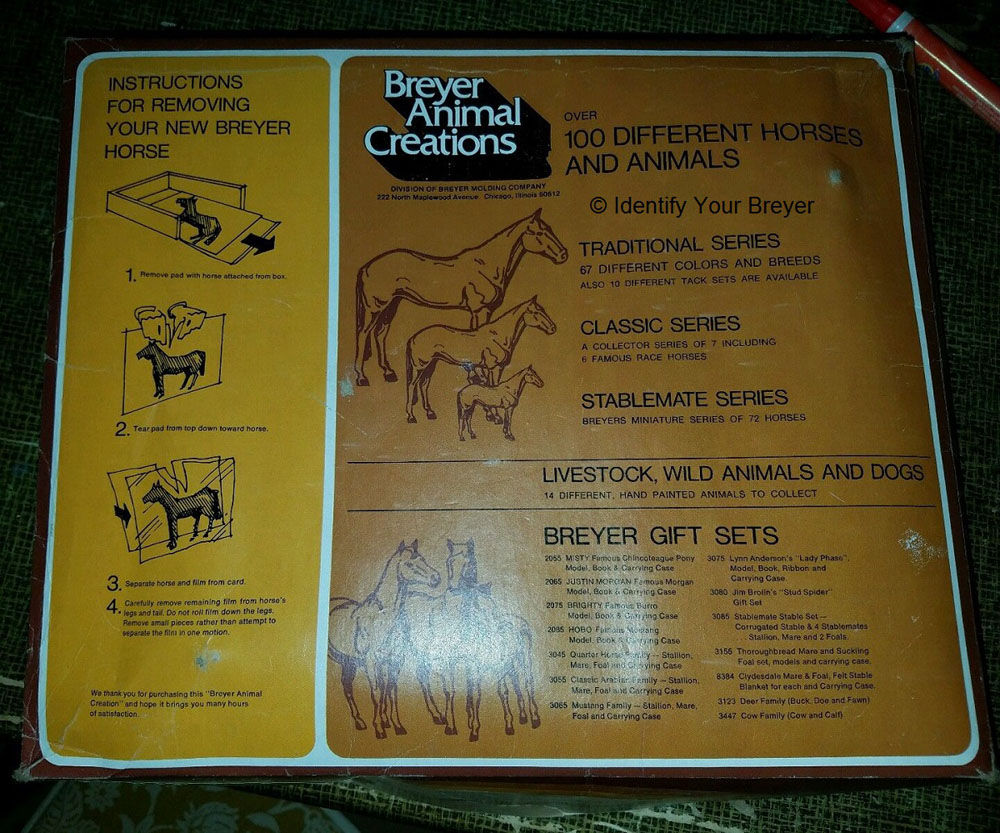 INSTRUCTIONS
FOR REMOVING
YOUR NEW BREYER
HORSE
1. Remove pad with horse attached from box.
2. Tear pad from top down toward horse.
3. Separate horse and film from card.
4. Carefully remove remaining film from horse's
legs and tail. Do not roll film down the legs.
Remove small pieces rather than attempt to
separate the film in one motion.
We thank you for purchasing this "Breyer Animal
Creation" and hope it brings you many hours
of satisfaction.
Breyer
Animal
Creations
DIVISION OF BREYER MOLDING COMPANY
222 North Maplewood Avenue Chicago, Illinois 60612
OVER
100 DIFFERENT HORSES
AND ANIMALS
© Identify Your Breyer
TRADITIONAL SERIES
67 DIFFERENT COLORS AND BREEDS
ALSO 10 DIFFERENT TACK SETS ARE AVAILABLE
CLASSIC SERIES
A COLLECTOR SERIES OF 7 INCLUDING
6 FAMOUS RACE HORSES
STABLEMATE SERIES
BREYERS MINIATURE SERIES OF 72 HORSES
LIVESTOCK, WILD ANIMALS AND DOGS
14 DIFFERENT, HAND PAINTED ANIMALS TO COLLECT
BREYER GIFT SETS
2055 MISTY Famous Chincoteague Pony
Model, Book & Carrying Case
2065 JUSTIN MORGAN Famous Morgan
Model, Book & Carrying Case
2075 BRIGHTY Famous Burro
Model, Book & Carrying Case
2085 HOBO Famous Mustang
Model, Book & Carrying Case
3045 Quarter Horse Family — Stallion,
Mare, Foal and Carrying Case
3055 Classic Arabian Family — Stallion,
Mare, Foal and Carrying Case
3065 Mustang Family — Stallion, Mare,
Foal and Carrying Case
3075 Lynn Anderson's "Lady Phase",
Model, Book, Ribbon and
Carrying Case
3080 Jim Brolin's "Stud Spider"
Gift Set
3085 Stablemate Stable Set —
Corrugated Stable & 4 Stablemates
Stallion, Mare and 2 Foals.
3155 Thoroughbread Mare and Suckling
Foal set, models and carrying case.
8384 Clydesdale Mare & Foal, Felt Stable
Blanket for each and Carrying Case.
3123 Deer Family (Buck, Doe and Fawn)
3447 Cow Family (Cow and Calf)